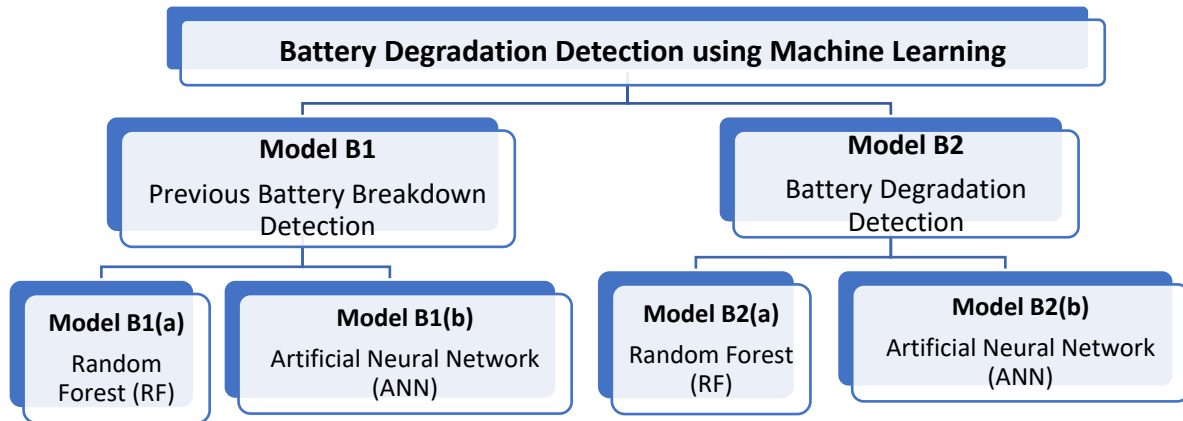 Battery Degradation Detection using Machine Learning
Model B1
Previous Battery Breakdown
Detection
Model B2
Battery Degradation
Detection
Model B1(a)
Random
Forest (RF)
Model B1(b)
Artificial Neural Network
(ANN)
Model B2(a)
Random Forest
(RF)
Model B2(b)
Artificial Neural Network
(ANN)